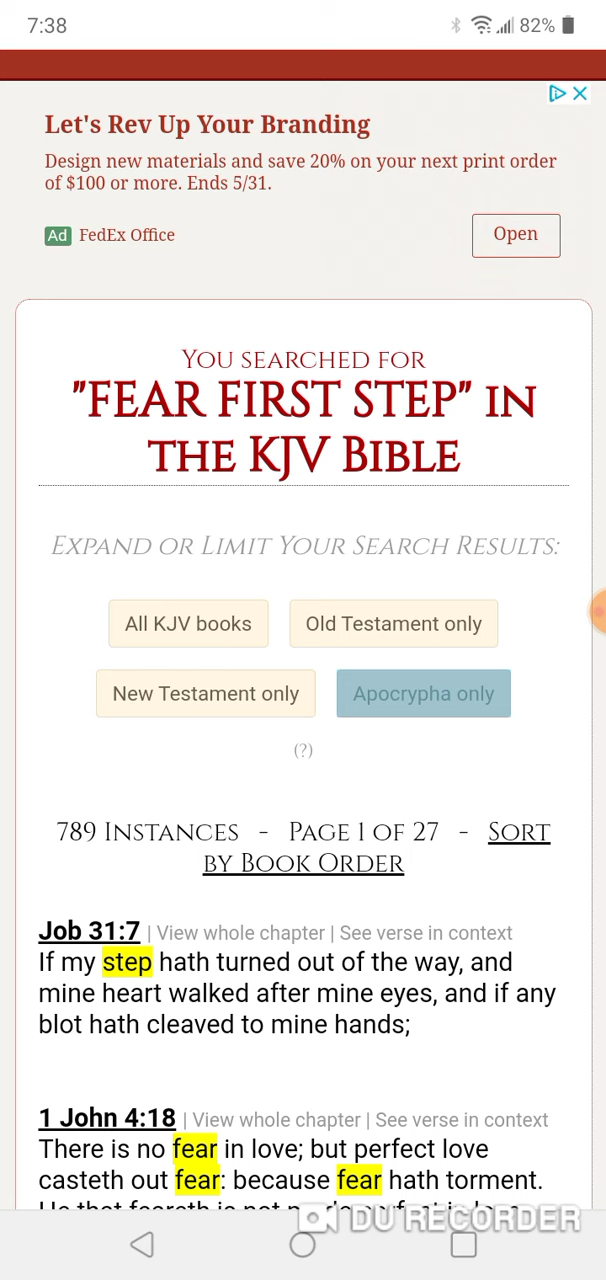 7:38
82%
Let's Rev Up Your Branding
Design new materials and save 20% on your next print order
of $100 or more. Ends 5/31.
Ad FedEx Office
Open
You searched for
"FEAR FIRST STEP" in
the KJV Bible
Expand or Limit Your Search Results:
All KJV books Old Testament only
New Testament only Apocrypha only
(?)
789 Instances - Page 1 of 27 - Sort
by Book Order
Job 31:7 | View whole chapter | See verse in context
If my step hath turned out of the way, and
mine heart walked after mine eyes, and if any
blot hath cleaved to mine hands;
1 John 4:18 | View whole chapter | See verse in context
There is no fear in love; but perfect love
casteth out fear: because fear hath torment.
DU RECORDER